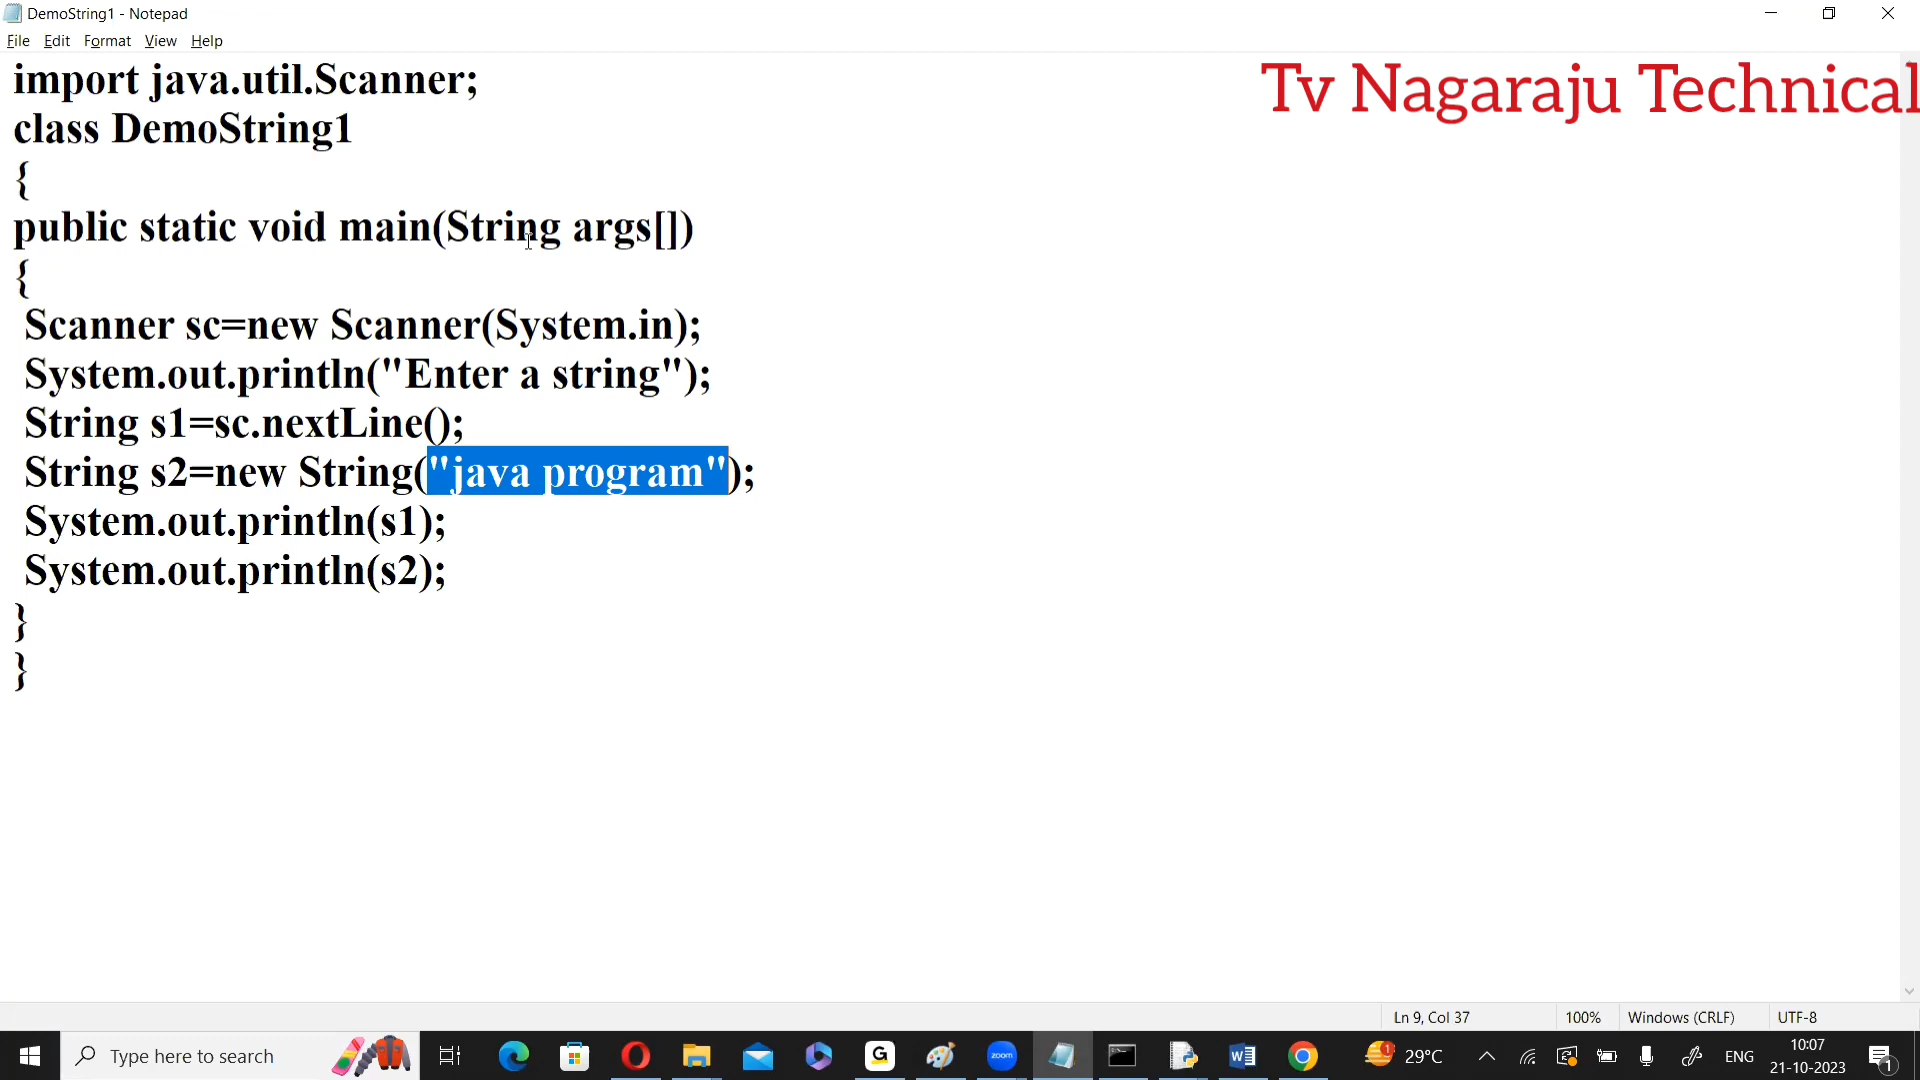 DemoString1 - Notepad
File Edit Format View Help
import java.util.Scanner;
Tv Nagaraju Technical
class DemoString1
{
public static void main(String args[])
{
Scanner sc=new Scanner(System.in);
System.out.println("Enter a string");
String s1=sc.nextLine();
String s2=new String("java program");
System.out.println(s1);
System.out.println(s2);
}
}
Ln 9, Col 37 100% Windows (CRLF) UTF-8
Type here to search zoom 1 29°C ENG 10:07
21-10-2023 1